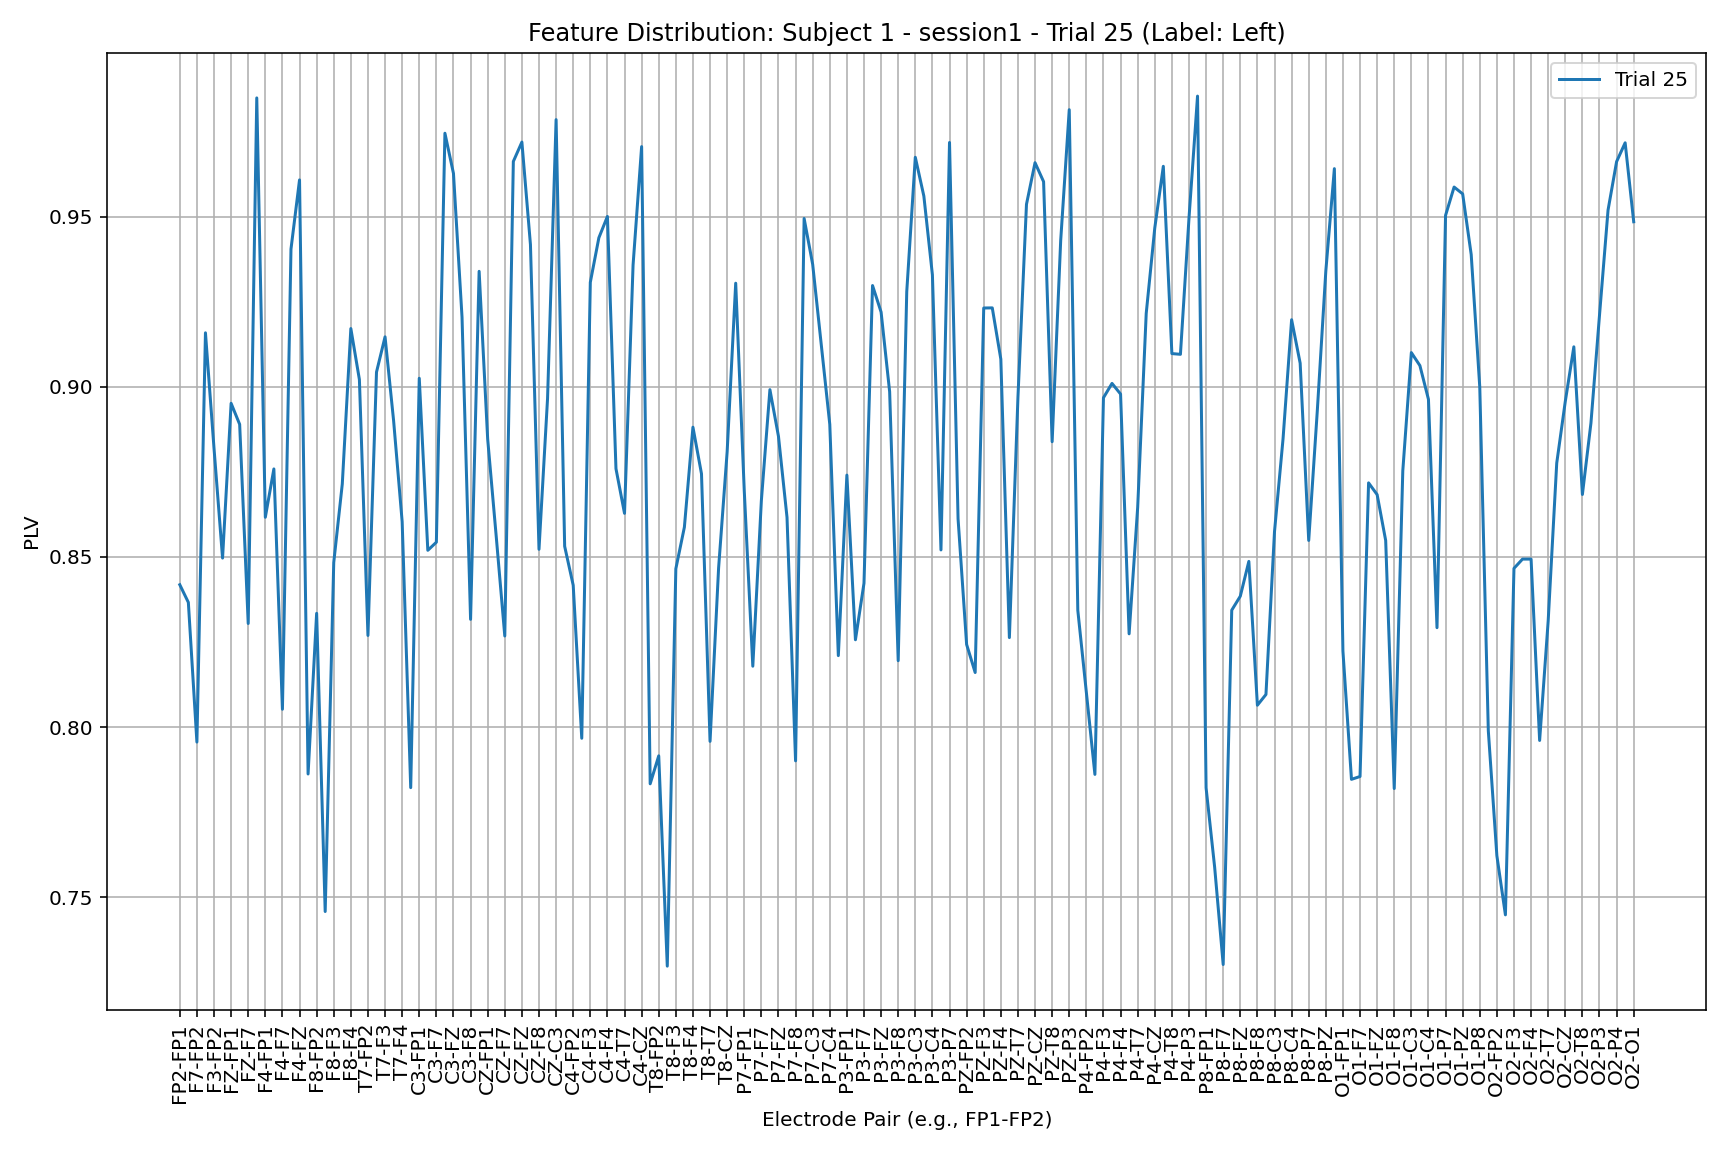 Feature Distribution: Subject 1 - session1 - Trial 25 (Label: Left)
Trial 25
PLV
0.95
0.90
0.85
0.80
0.75
FP2-FP1
F7-FP2
F3-FP2
FZ-FP1
FZ-F7
F4-FP1
F4-F7
F4-FZ
F8-FP2
F8-F3
F8-F4
T7-FP2
T7-F3
T7-F4
C3-FP1
C3-F7
C3-FZ
C3-F8
CZ-FP1
CZ-F7
CZ-FZ
CZ-F8
CZ-C3
C4-FP2
C4-F3
C4-F4
C4-T7
C4-CZ
T8-FP2
T8-F3
T8-F4
T8-T7
T8-CZ
P7-FP1
P7-F7
P7-FZ
P7-F8
P7-C3
P7-C4
P3-FP1
P3-F7
P3-FZ
P3-F8
P3-C3
P3-C4
P3-P7
PZ-FP2
PZ-F3
PZ-F4
PZ-T7
PZ-CZ
PZ-T8
PZ-P3
P4-FP2
P4-F3
P4-F4
P4-T7
P4-CZ
P4-T8
P4-P3
P8-FP1
P8-F7
P8-FZ
P8-F8
P8-C3
P8-C4
P8-P7
P8-PZ
O1-FP1
O1-F7
O1-FZ
O1-F8
O1-C3
O1-C4
O1-P7
O1-PZ
O1-P8
O2-FP2
O2-F3
O2-F4
O2-T7
O2-CZ
O2-T8
O2-P3
O2-P4
O2-O1
Electrode Pair (e.g., FP1-FP2)